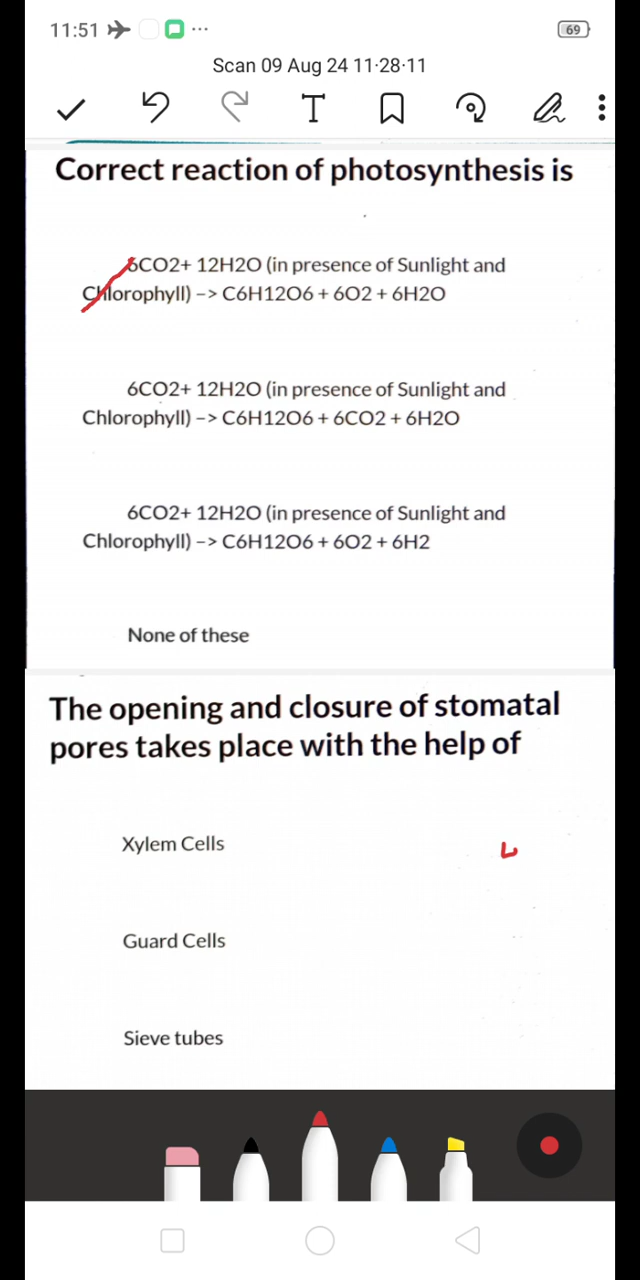 11:51
69
Scan 09 Aug 24 11·28·11
T
Correct reaction of photosynthesis is
6CO2+ 12H2O (in presence of Sunlight and
Chlorophyll) –> C6H12O6 + 6O2 + 6H2O
6CO2+ 12H2O (in presence of Sunlight and
Chlorophyll) –> C6H12O6 + 6CO2 + 6H2O
6CO2+ 12H2O (in presence of Sunlight and
Chlorophyll) –> C6H12O6 + 6O2 + 6H2
None of these
The opening and closure of stomatal
pores takes place with the help of
Xylem Cells
Guard Cells
Sieve tubes